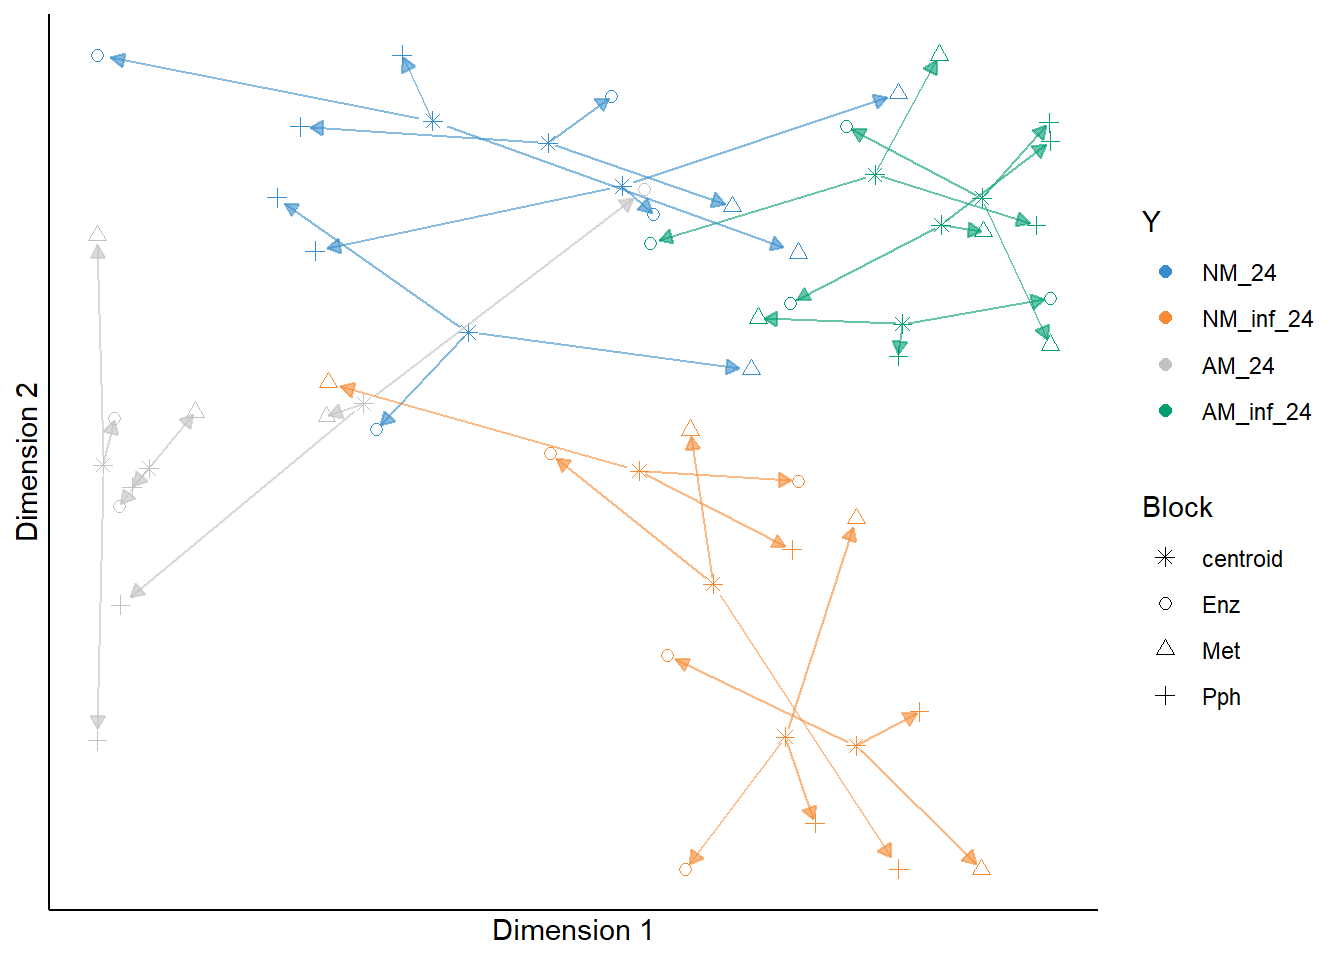 Dimension 2
Dimension 1
Y
NM_24
NM_inf_24
AM_24
AM_inf_24
Block
centroid
Enz
Met
Pph